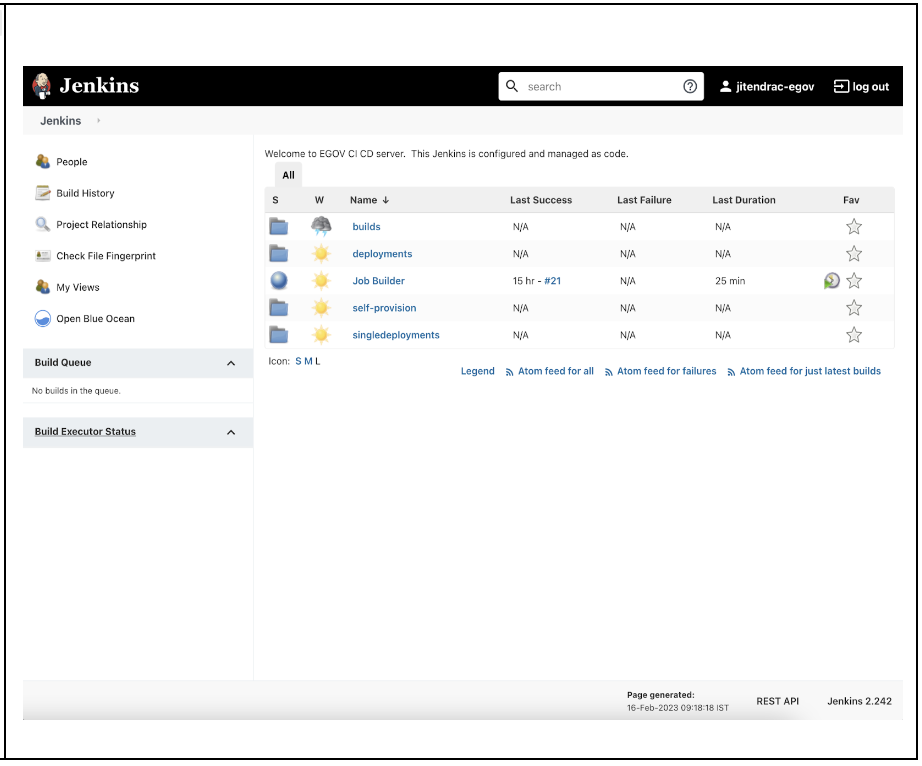 Jenkins
search
jitendrac-egov
log out
Jenkins
People
Build History
Project Relationship
Check File Fingerprint
My Views
Open Blue Ocean
Build Queue
No builds in the queue.
Build Executor Status
Welcome to EGOV CI CD server. This Jenkins is configured and managed as code.
All
S W Name ↓ Last Success Last Failure Last Duration Fav
builds N/A N/A N/A
deployments N/A N/A N/A
Job Builder 15 hr - #21 N/A 25 min
self-provision N/A N/A N/A
singledeployments N/A N/A N/A
Icon: S M L
Legend Atom feed for all Atom feed for failures Atom feed for just latest builds
Page generated:
16-Feb-2023 09:18:18 IST
REST API
Jenkins 2.242